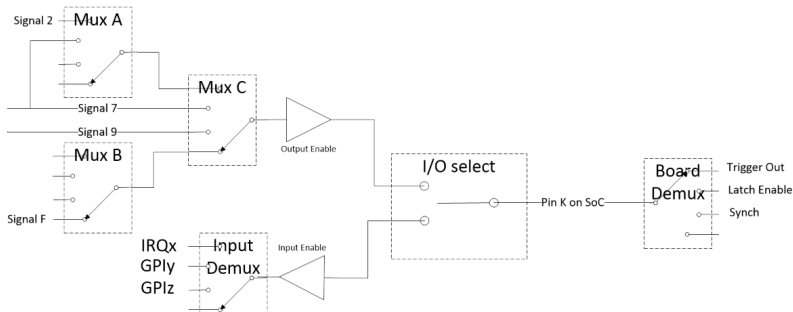 Signal 2
Mux A
Mux C
Signal 7
Signal 9
Output Enable
Mux B
Signal F
I/O select
Pin K on SoC
Board
Demux
Trigger Out
Latch Enable
Synch
IRQx
GPIy
GPIz
Input
Demux
Input Enable